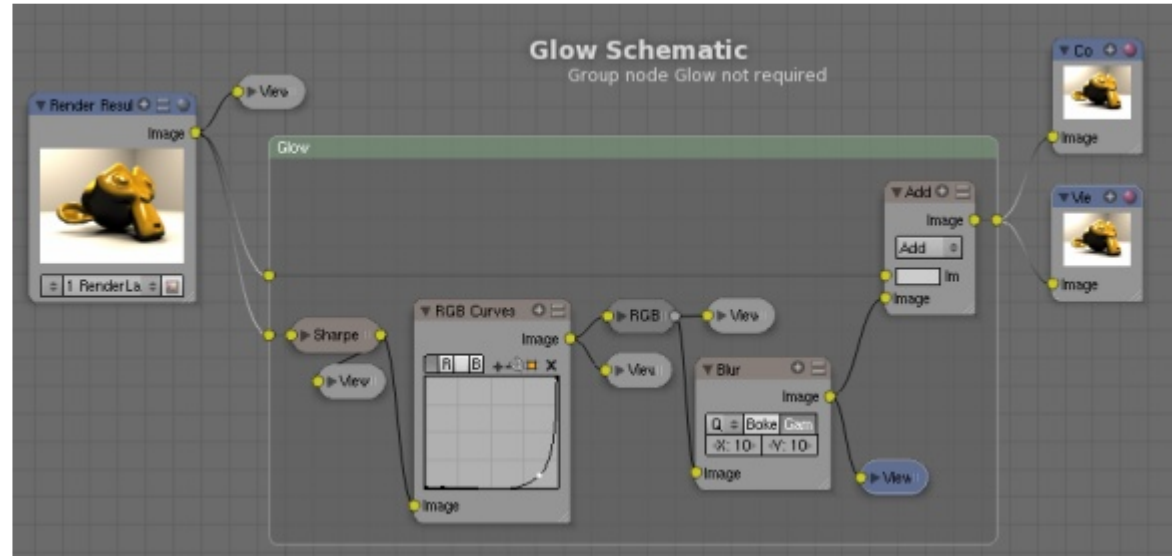 Glow Schematic
Group node Glow not required
Co
View
Render Resul
Image
Image
Glow
Vie
Add
Image
Add
1 RenderLa.
Im
Image
Image
RGB Curves
RGB
View
Sharpe
Image
R B X
View
View
Blur
Image
Q Boke Gam
X: 10 Y: 10
Image
View
Image